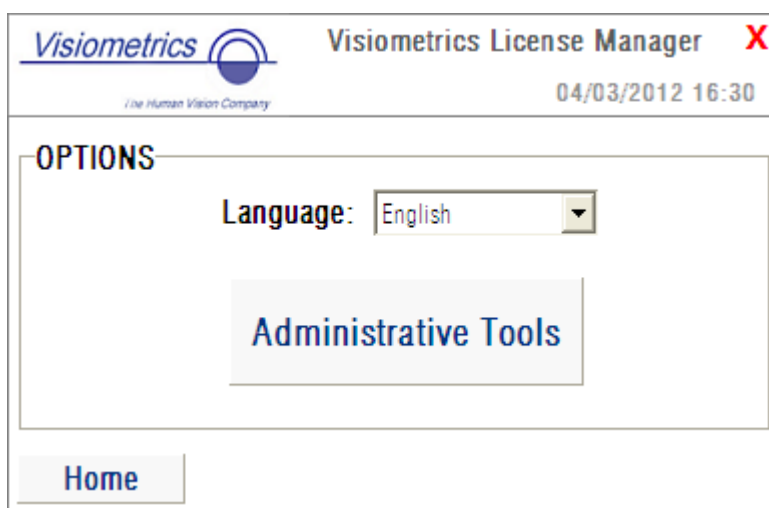 Visiometrics
The Human Vision Company
Visiometrics License Manager X
04/03/2012 16:30
OPTIONS
Language: English
Administrative Tools
Home